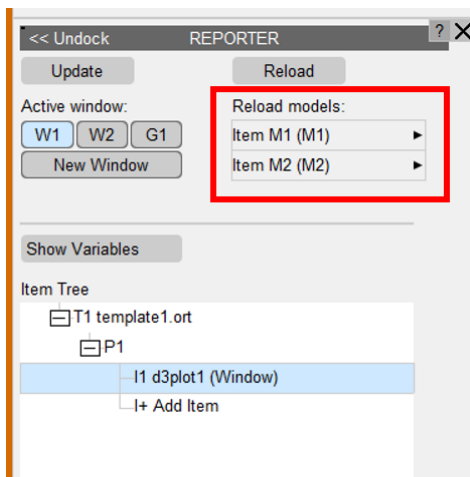 << Undock REPORTER ? X
Update Reload
Active window: Reload models:
W1 W2 G1 Item M1 (M1)
New Window Item M2 (M2)
Show Variables
Item Tree
T1 template1.ort
P1
I1 d3plot1 (Window)
I+ Add Item